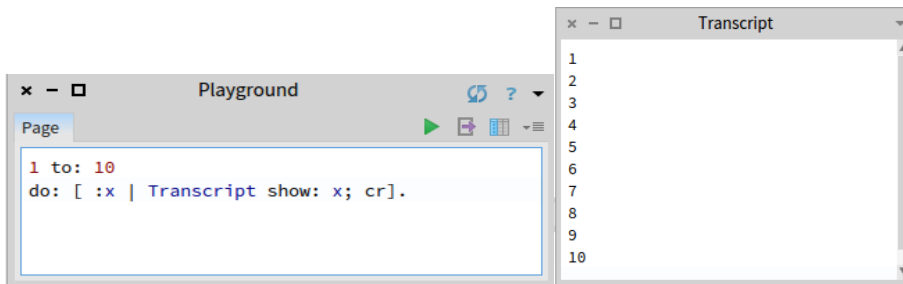 Playground
?
Page
1 to: 10
do: [ :x | Transcript show: x; cr].
Transcript
1
2
3
4
5
6
7
8
9
10